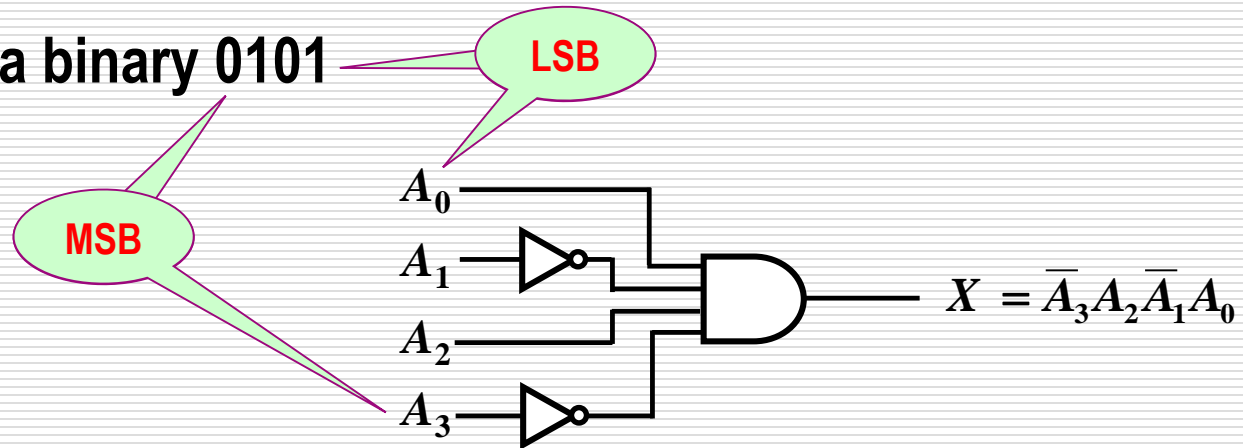 a binary 0101
LSB
MSB
A₀
A₁
A₂
A₃
X = A̅₃A₂A̅₁A₀